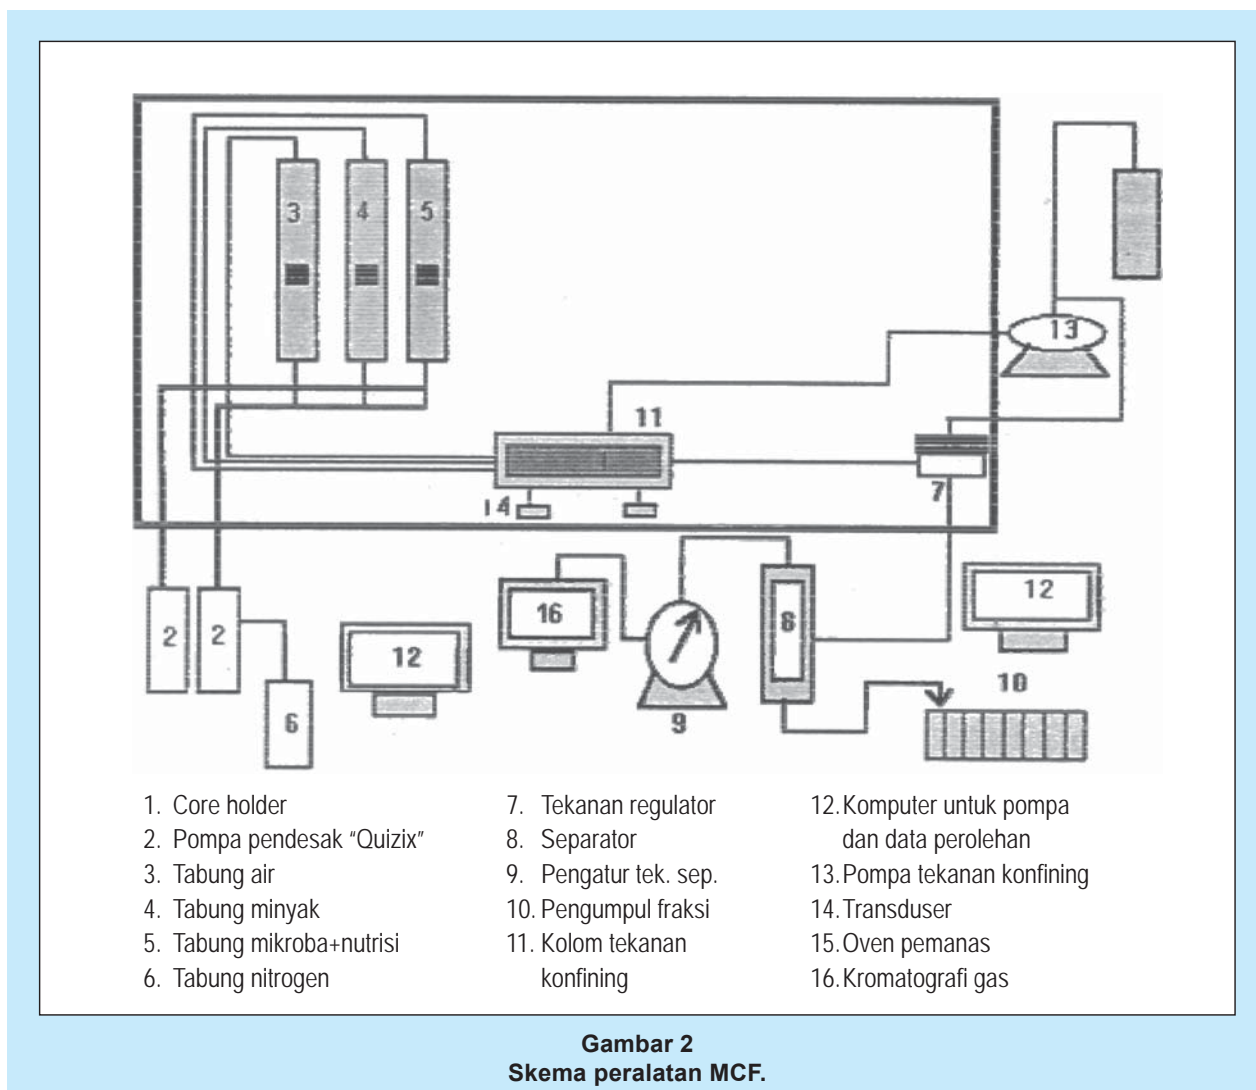 3
4
5
13
11
1
7
14
2
2
12
16
8
12
9
10
6
1. Core holder
2. Pompa pendesak “Quizix”
3. Tabung air
4. Tabung minyak
5. Tabung mikroba+nutrisi
6. Tabung nitrogen
7. Tekanan regulator
8. Separator
9. Pengatur tek. sep.
10. Pengumpul fraksi
11. Kolom tekanan
konfining
12. Komputer untuk pompa
dan data perolehan
13. Pompa tekanan konfining
14. Transduser
15. Oven pemanas
16. Kromatografi gas
Gambar 2
Skema peralatan MCF.